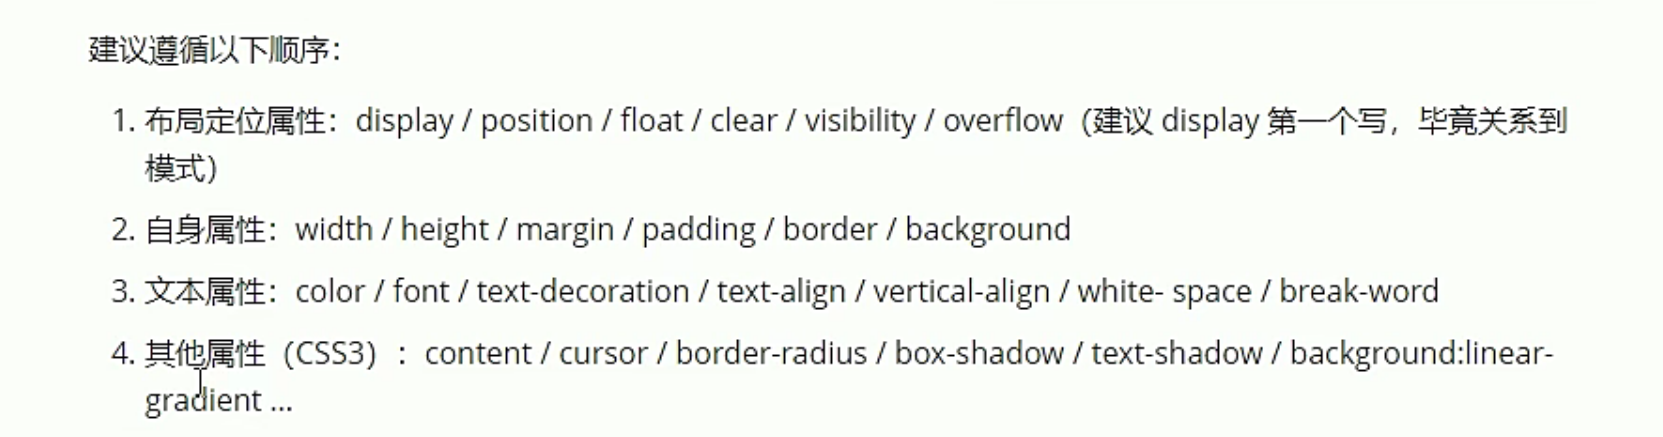 建议遵循以下顺序：
1. 布局定位属性：display / position / float / clear / visibility / overflow（建议 display 第一个写，毕竟关系到
模式）
2. 自身属性：width / height / margin / padding / border / background
3. 文本属性：color / font / text-decoration / text-align / vertical-align / white- space / break-word
4. 其他属性（CSS3）：content / cursor / border-radius / box-shadow / text-shadow / background:linear-
gradient ...